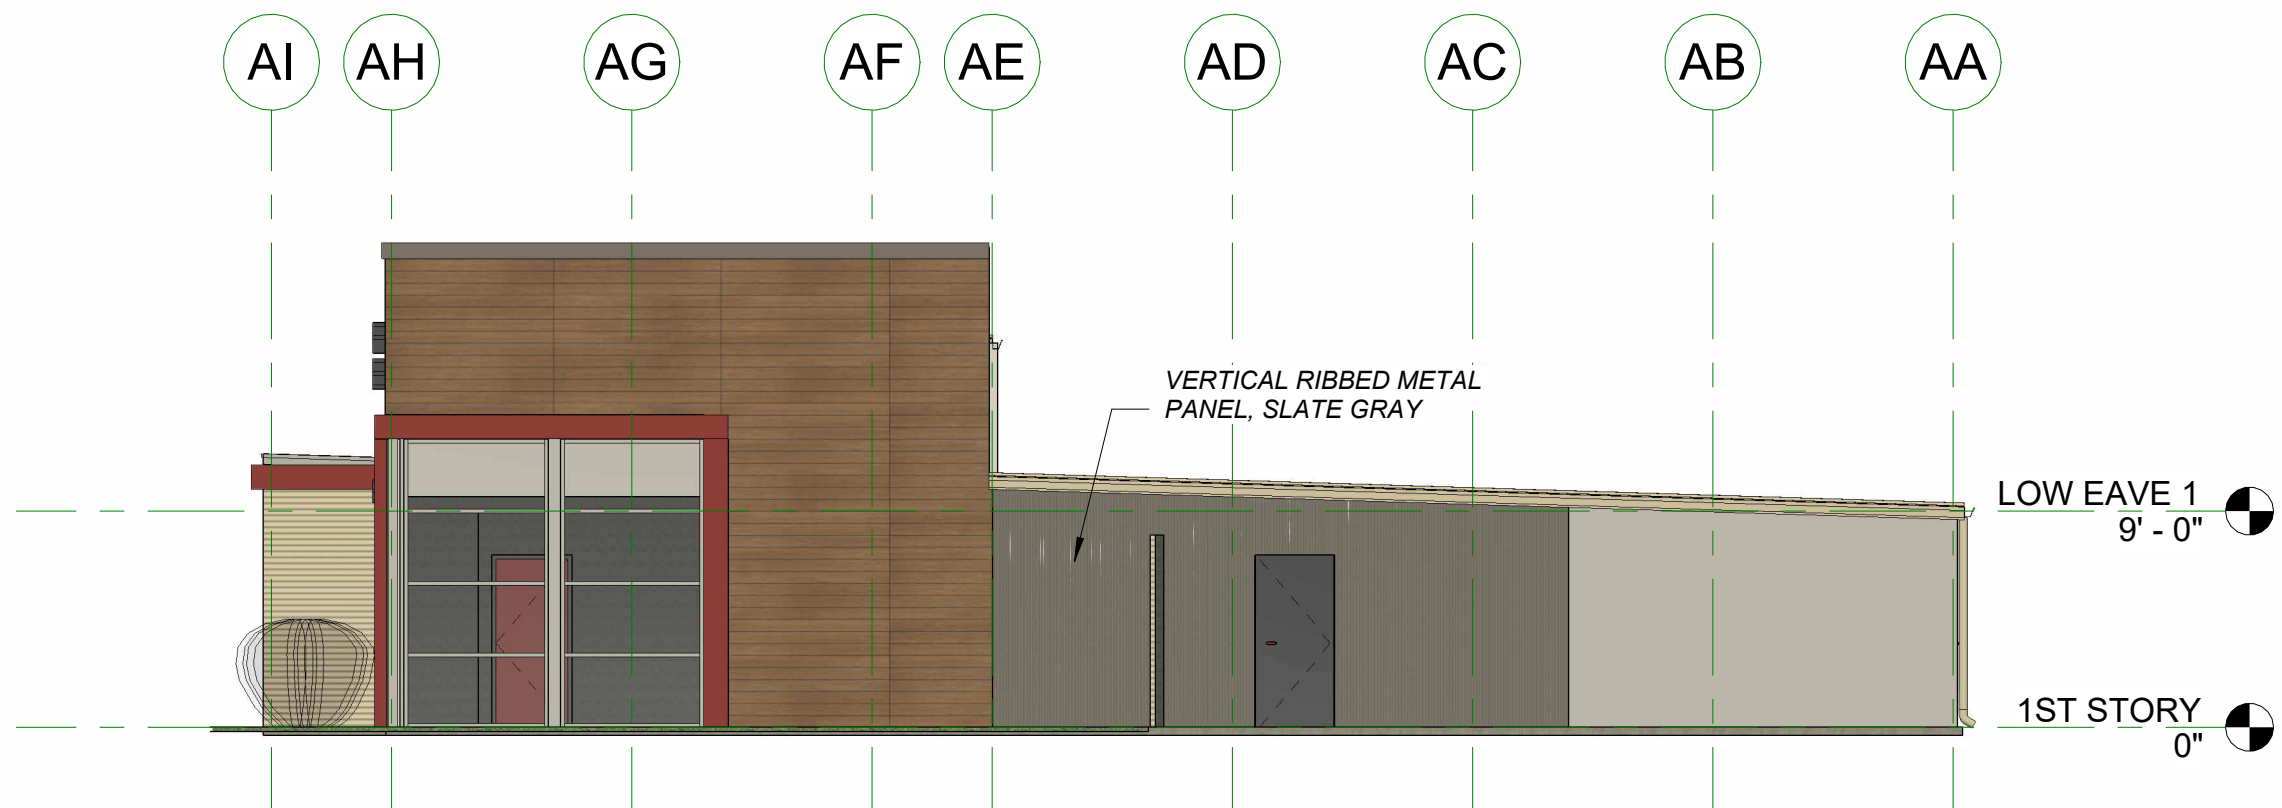 AI AH AG AF AE AD AC AB AA
VERTICAL RIBBED METAL
PANEL, SLATE GRAY
LOW EAVE 1
9' - 0"
1ST STORY
0"